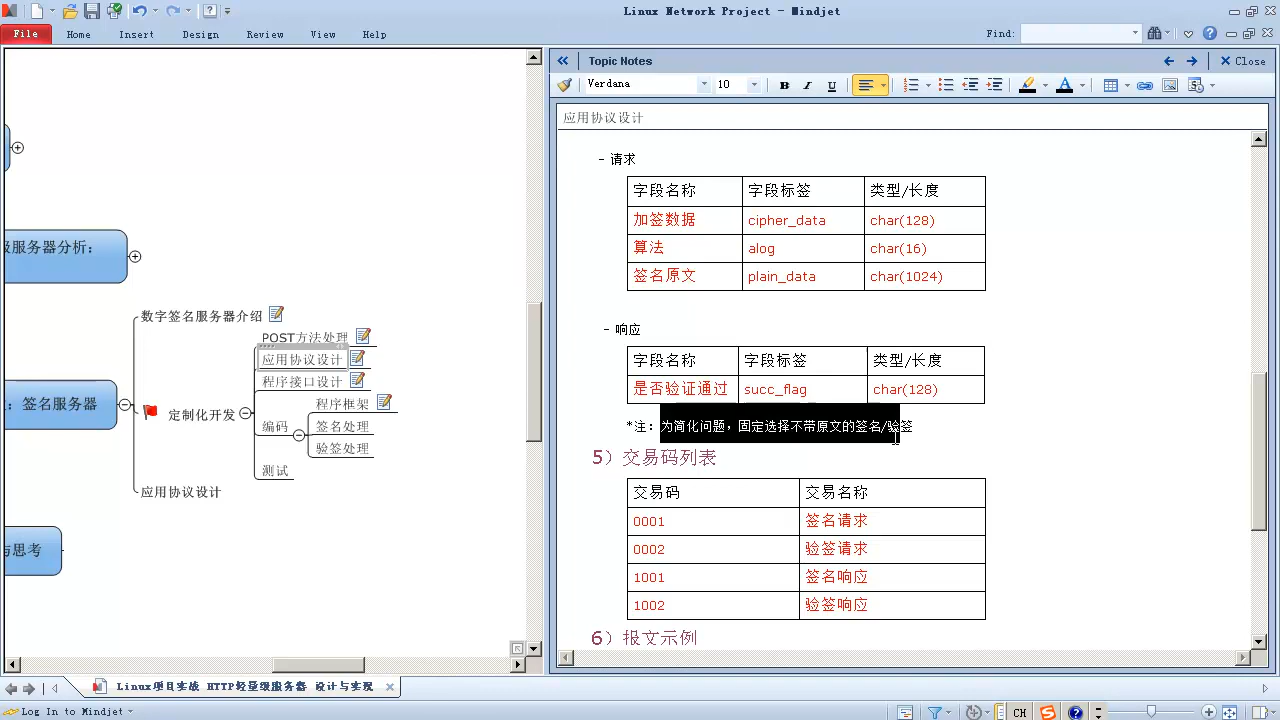 Linux Network Project - Mindjet
File Home Insert Design Review View Help
Find:
Topic Notes
Close
Verdana 10 B I U
级服务器分析:
数字签名服务器介绍
POST方法处理
应用协议设计
程序接口设计
程序框架
: 签名服务器
定制化开发
编码
签名处理
验签处理
测试
应用协议设计
与思考
应用协议设计
- 请求
字段名称 字段标签 类型/长度
加签数据 cipher_data char(128)
算法 alog char(16)
签名原文 plain_data char(1024)
- 响应
字段名称 字段标签 类型/长度
是否验证通过 succ_flag char(128)
*注: 为简化问题，固定选择不带原文的签名/验签
5）交易码列表
交易码 交易名称
0001 签名请求
0002 验签请求
1001 签名响应
1002 验签响应
6）报文示例
Linux项目实战 HTTP轻量级服务器 设计与实现
Log In to Mindjet
CH